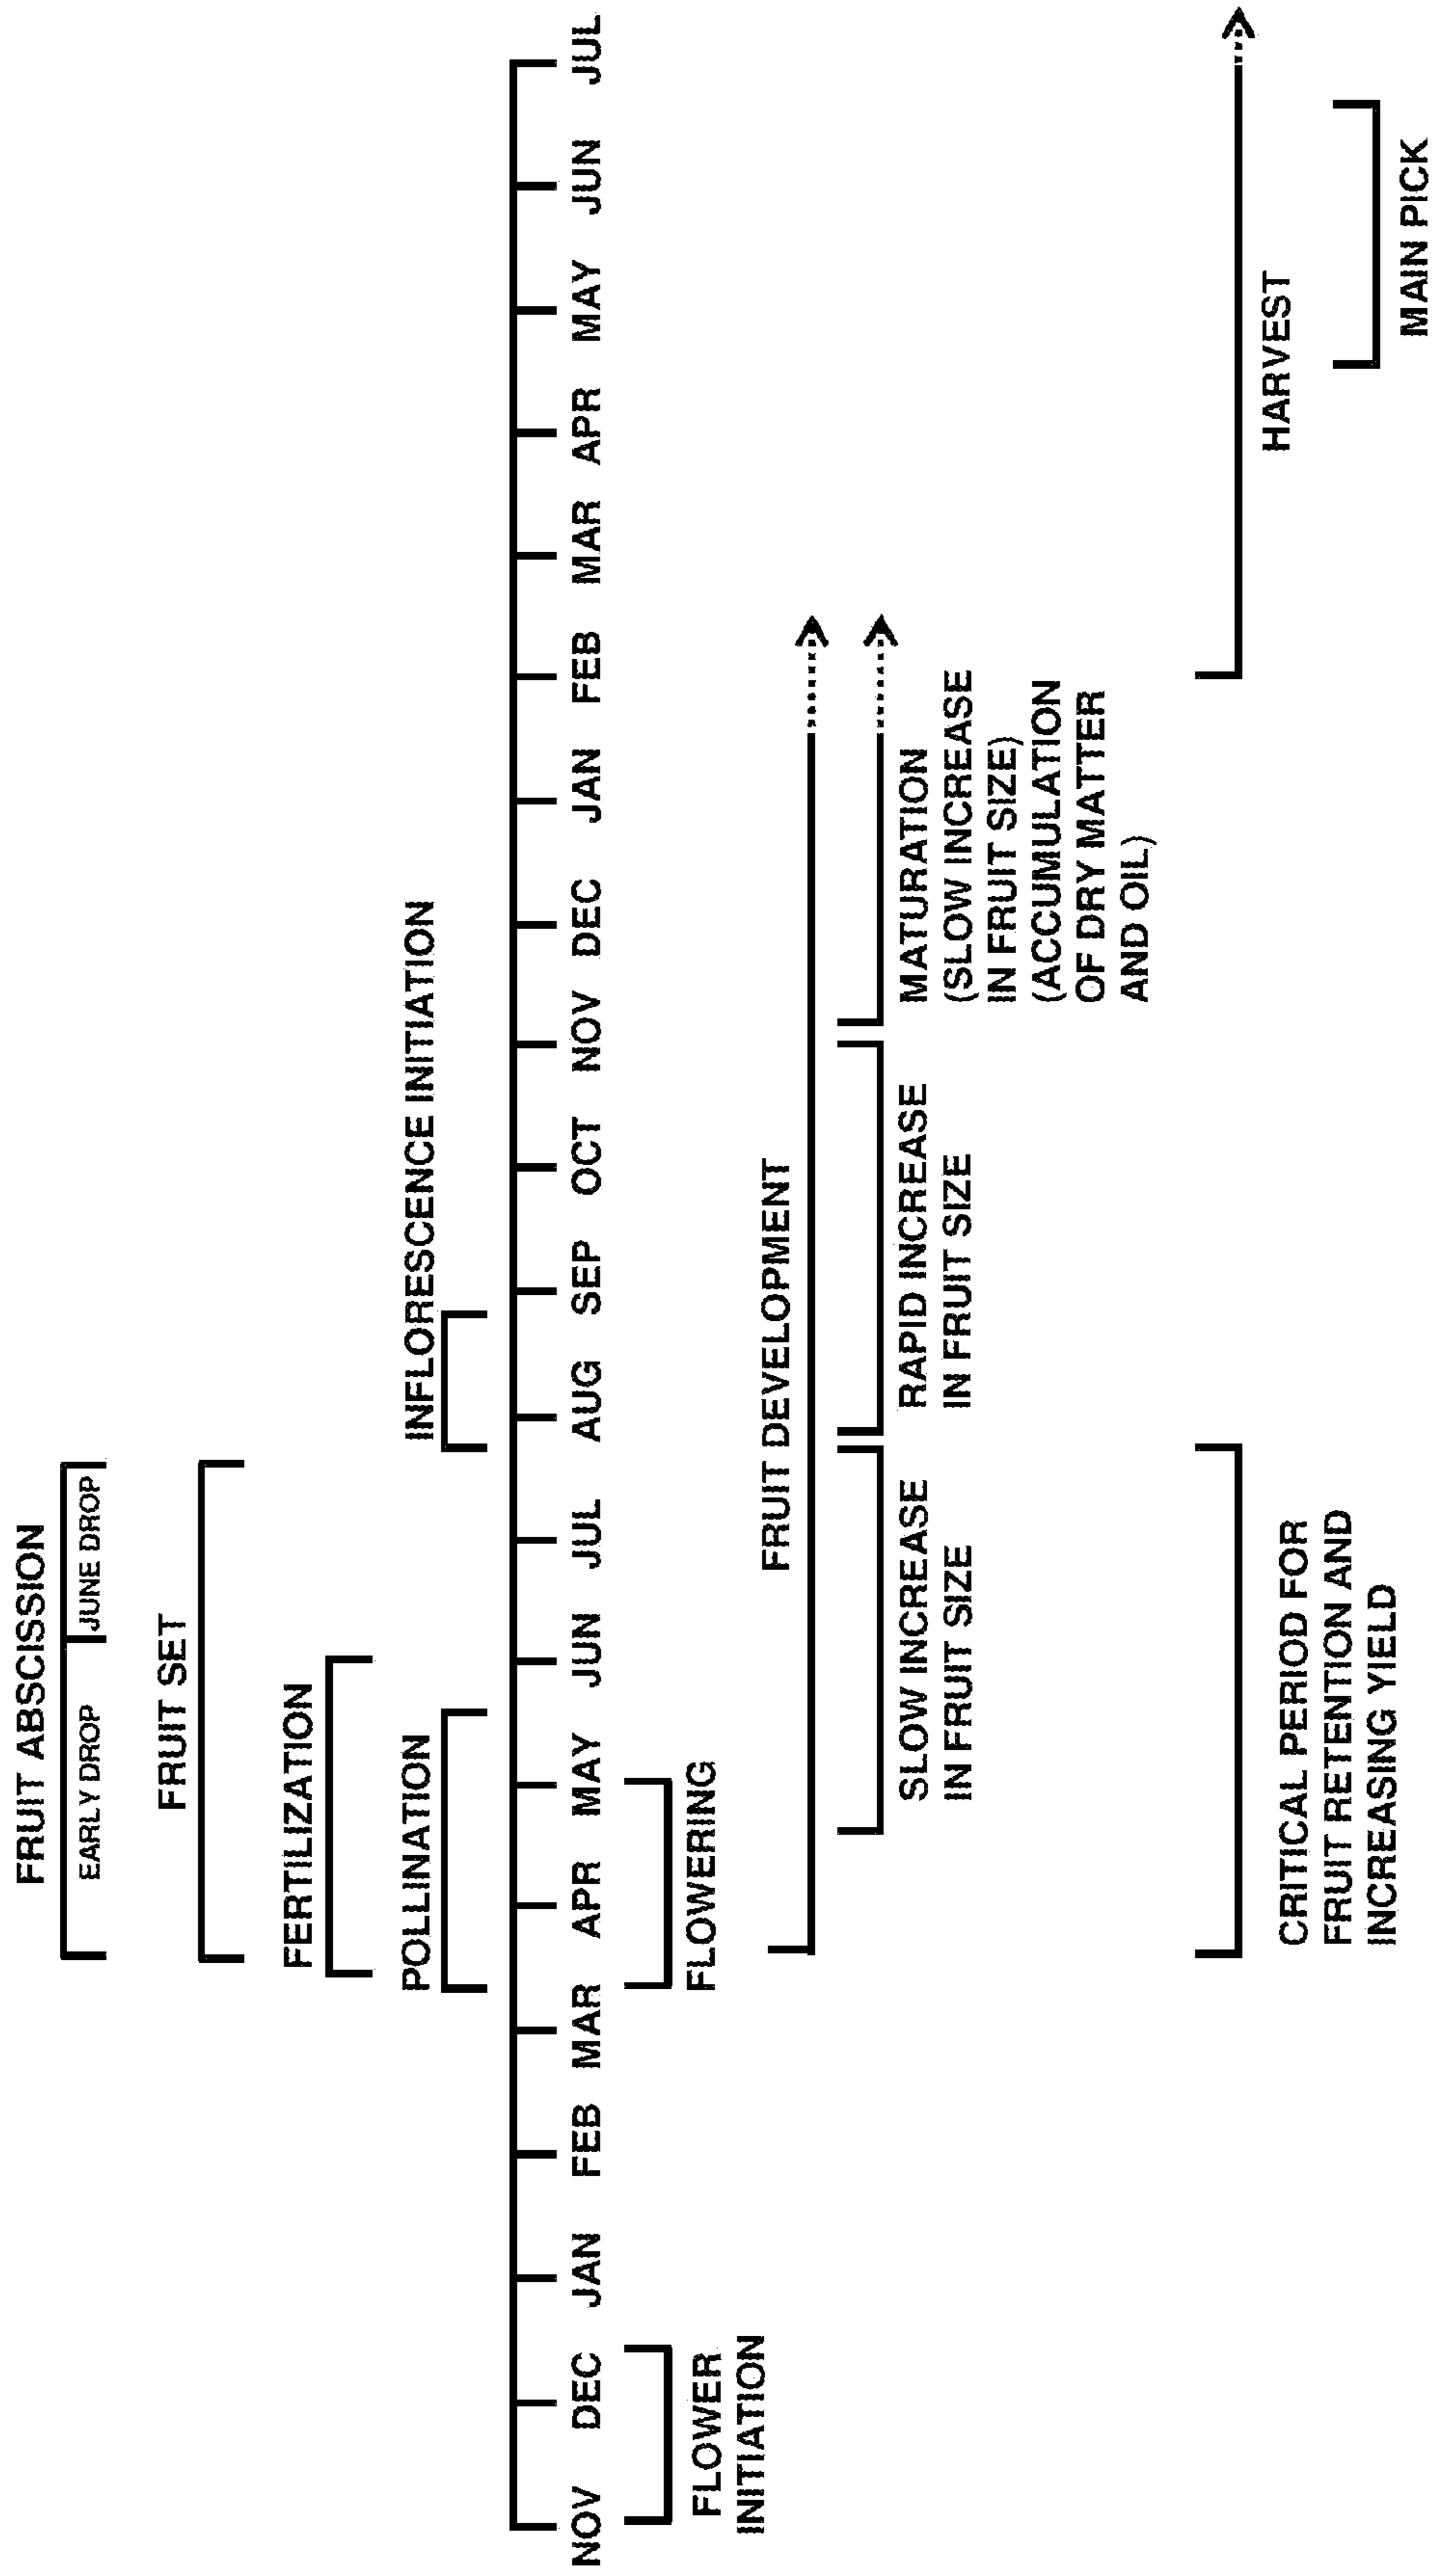 FRUIT ABSCISSION
EARLY DROP JUNE DROP
FRUIT SET
FERTILIZATION
POLLINATION
INFLORESCENCE INITIATION
NOV DEC JAN FEB MAR APR MAY JUN JUL AUG SEP OCT NOV DEC JAN FEB MAR APR MAY JUN JUL
FLOWER
INITIATION
FLOWERING
FRUIT DEVELOPMENT
SLOW INCREASE
IN FRUIT SIZE
RAPID INCREASE
IN FRUIT SIZE
MATURATION
(SLOW INCREASE
IN FRUIT SIZE)
(ACCUMULATION
OF DRY MATTER
AND OIL)
CRITICAL PERIOD FOR
FRUIT RETENTION AND
INCREASING YIELD
HARVEST
MAIN PICK